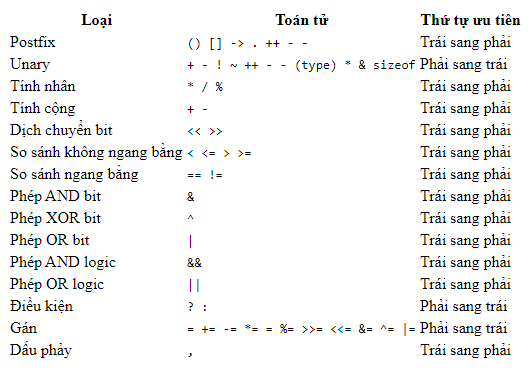 Loại Toán tử Thứ tự ưu tiên
Postfix () [] -> . ++ - - Trái sang phải
Unary + - ! ~ ++ - - (type) * & sizeof Phải sang trái
Tính nhân * / % Trái sang phải
Tính cộng + - Trái sang phải
Dịch chuyển bit << >> Trái sang phải
So sánh không ngang bằng < <= > >= Trái sang phải
So sánh ngang bằng == != Trái sang phải
Phép AND bit & Trái sang phải
Phép XOR bit ^ Trái sang phải
Phép OR bit | Trái sang phải
Phép AND logic && Trái sang phải
Phép OR logic || Trái sang phải
Điều kiện ? : Phải sang trái
Gán = += -= *= = %= >>= <<= &= ^= |= Phải sang trái
Dấu phảy , Trái sang phải